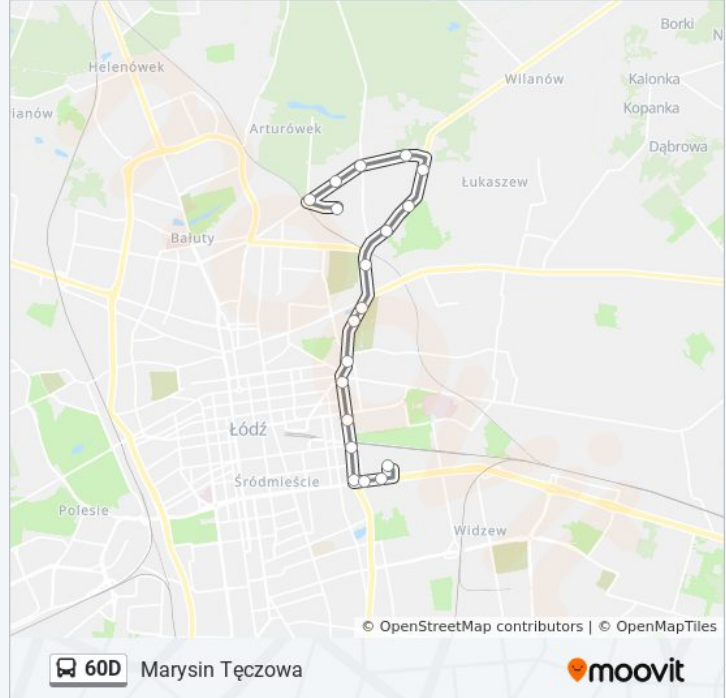 Borki
N
Helenówek
Wilanów
Kalonka
ianów
Kopanka
Arturówek
Dąbrowa
Łukaszew
Bałuty
Łódź
Śródmieście
Polesie
Widzew
© OpenStreetMap contributors | © OpenMapTiles
60D Marysin Tęczowa
moovit